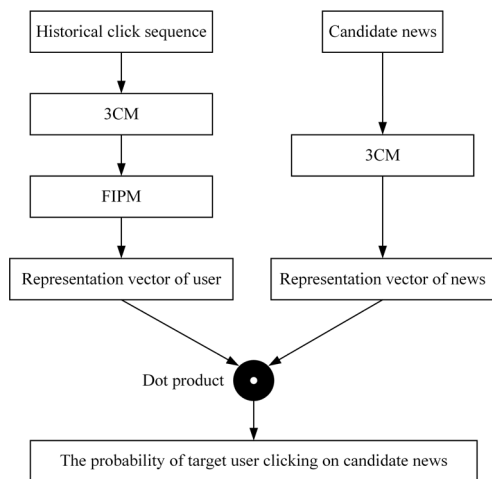 Historical click sequence
Candidate news
3CM
3CM
FIPM
Representation vector of user
Representation vector of news
Dot product
The probability of target user clicking on candidate news